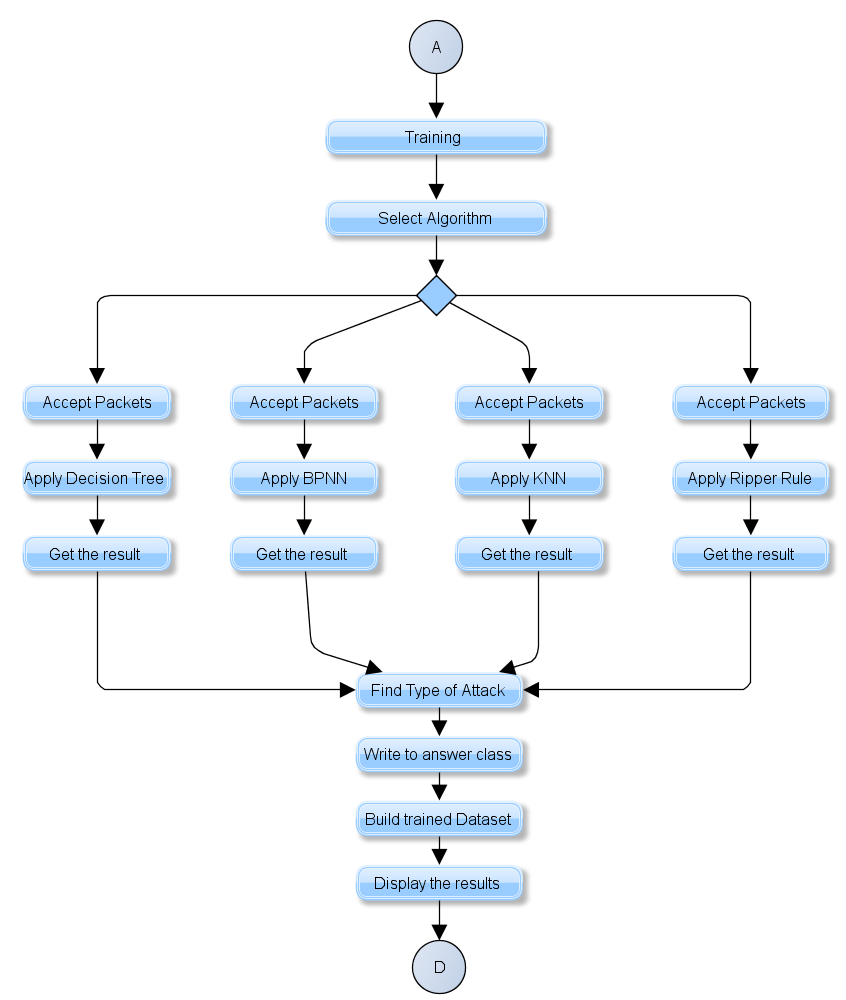 A
Training
Select Algorithm
Accept Packets
Accept Packets
Accept Packets
Accept Packets
Apply Decision Tree
Apply BPNN
Apply KNN
Apply Ripper Rule
Get the result
Get the result
Get the result
Get the result
Find Type of Attack
Write to answer class
Build trained Dataset
Display the results
D